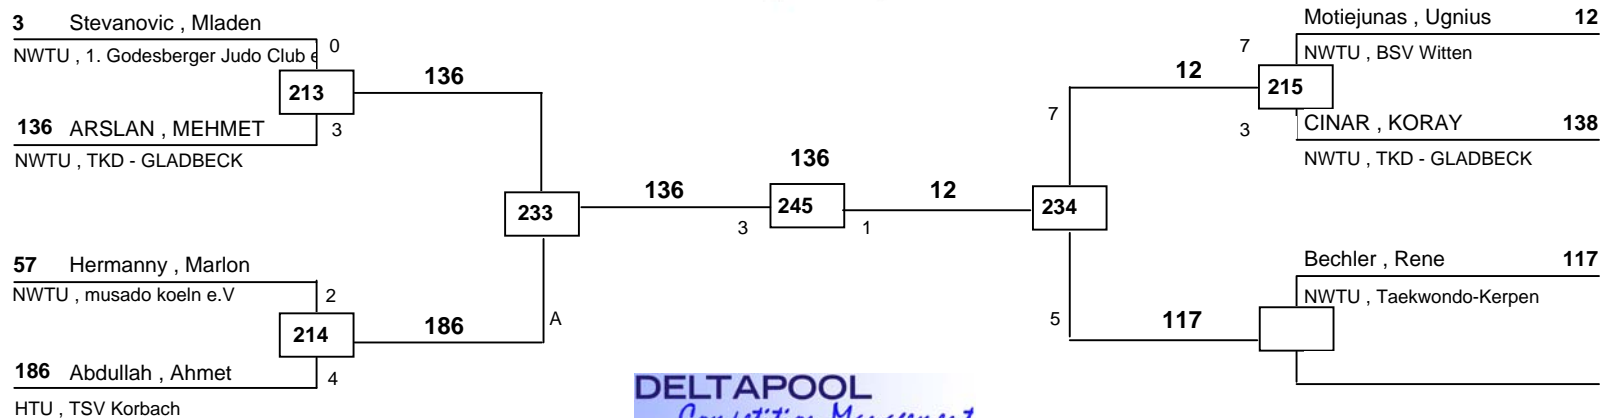 3 Stevanovic , Mladen
NWTU , 1. Godesberger Judo Club e
0
213
136
136 ARSLAN , MEHMET
3
NWTU , TKD - GLADBECK
233
136
3
136
245
1
12
57 Hermanny , Marlon
NWTU , musado koeln e.V
2
214
186
A
186 Abdullah , Ahmet
4
HTU , TSV Korbach
Motiejunas , Ugnius 12
7
NWTU , BSV Witten
12
215
7
CINAR , KORAY 138
3
NWTU , TKD - GLADBECK
234
Bechler , Rene 117
NWTU , Taekwondo-Kerpen
5
117
DELTAPOOL
Competition Management